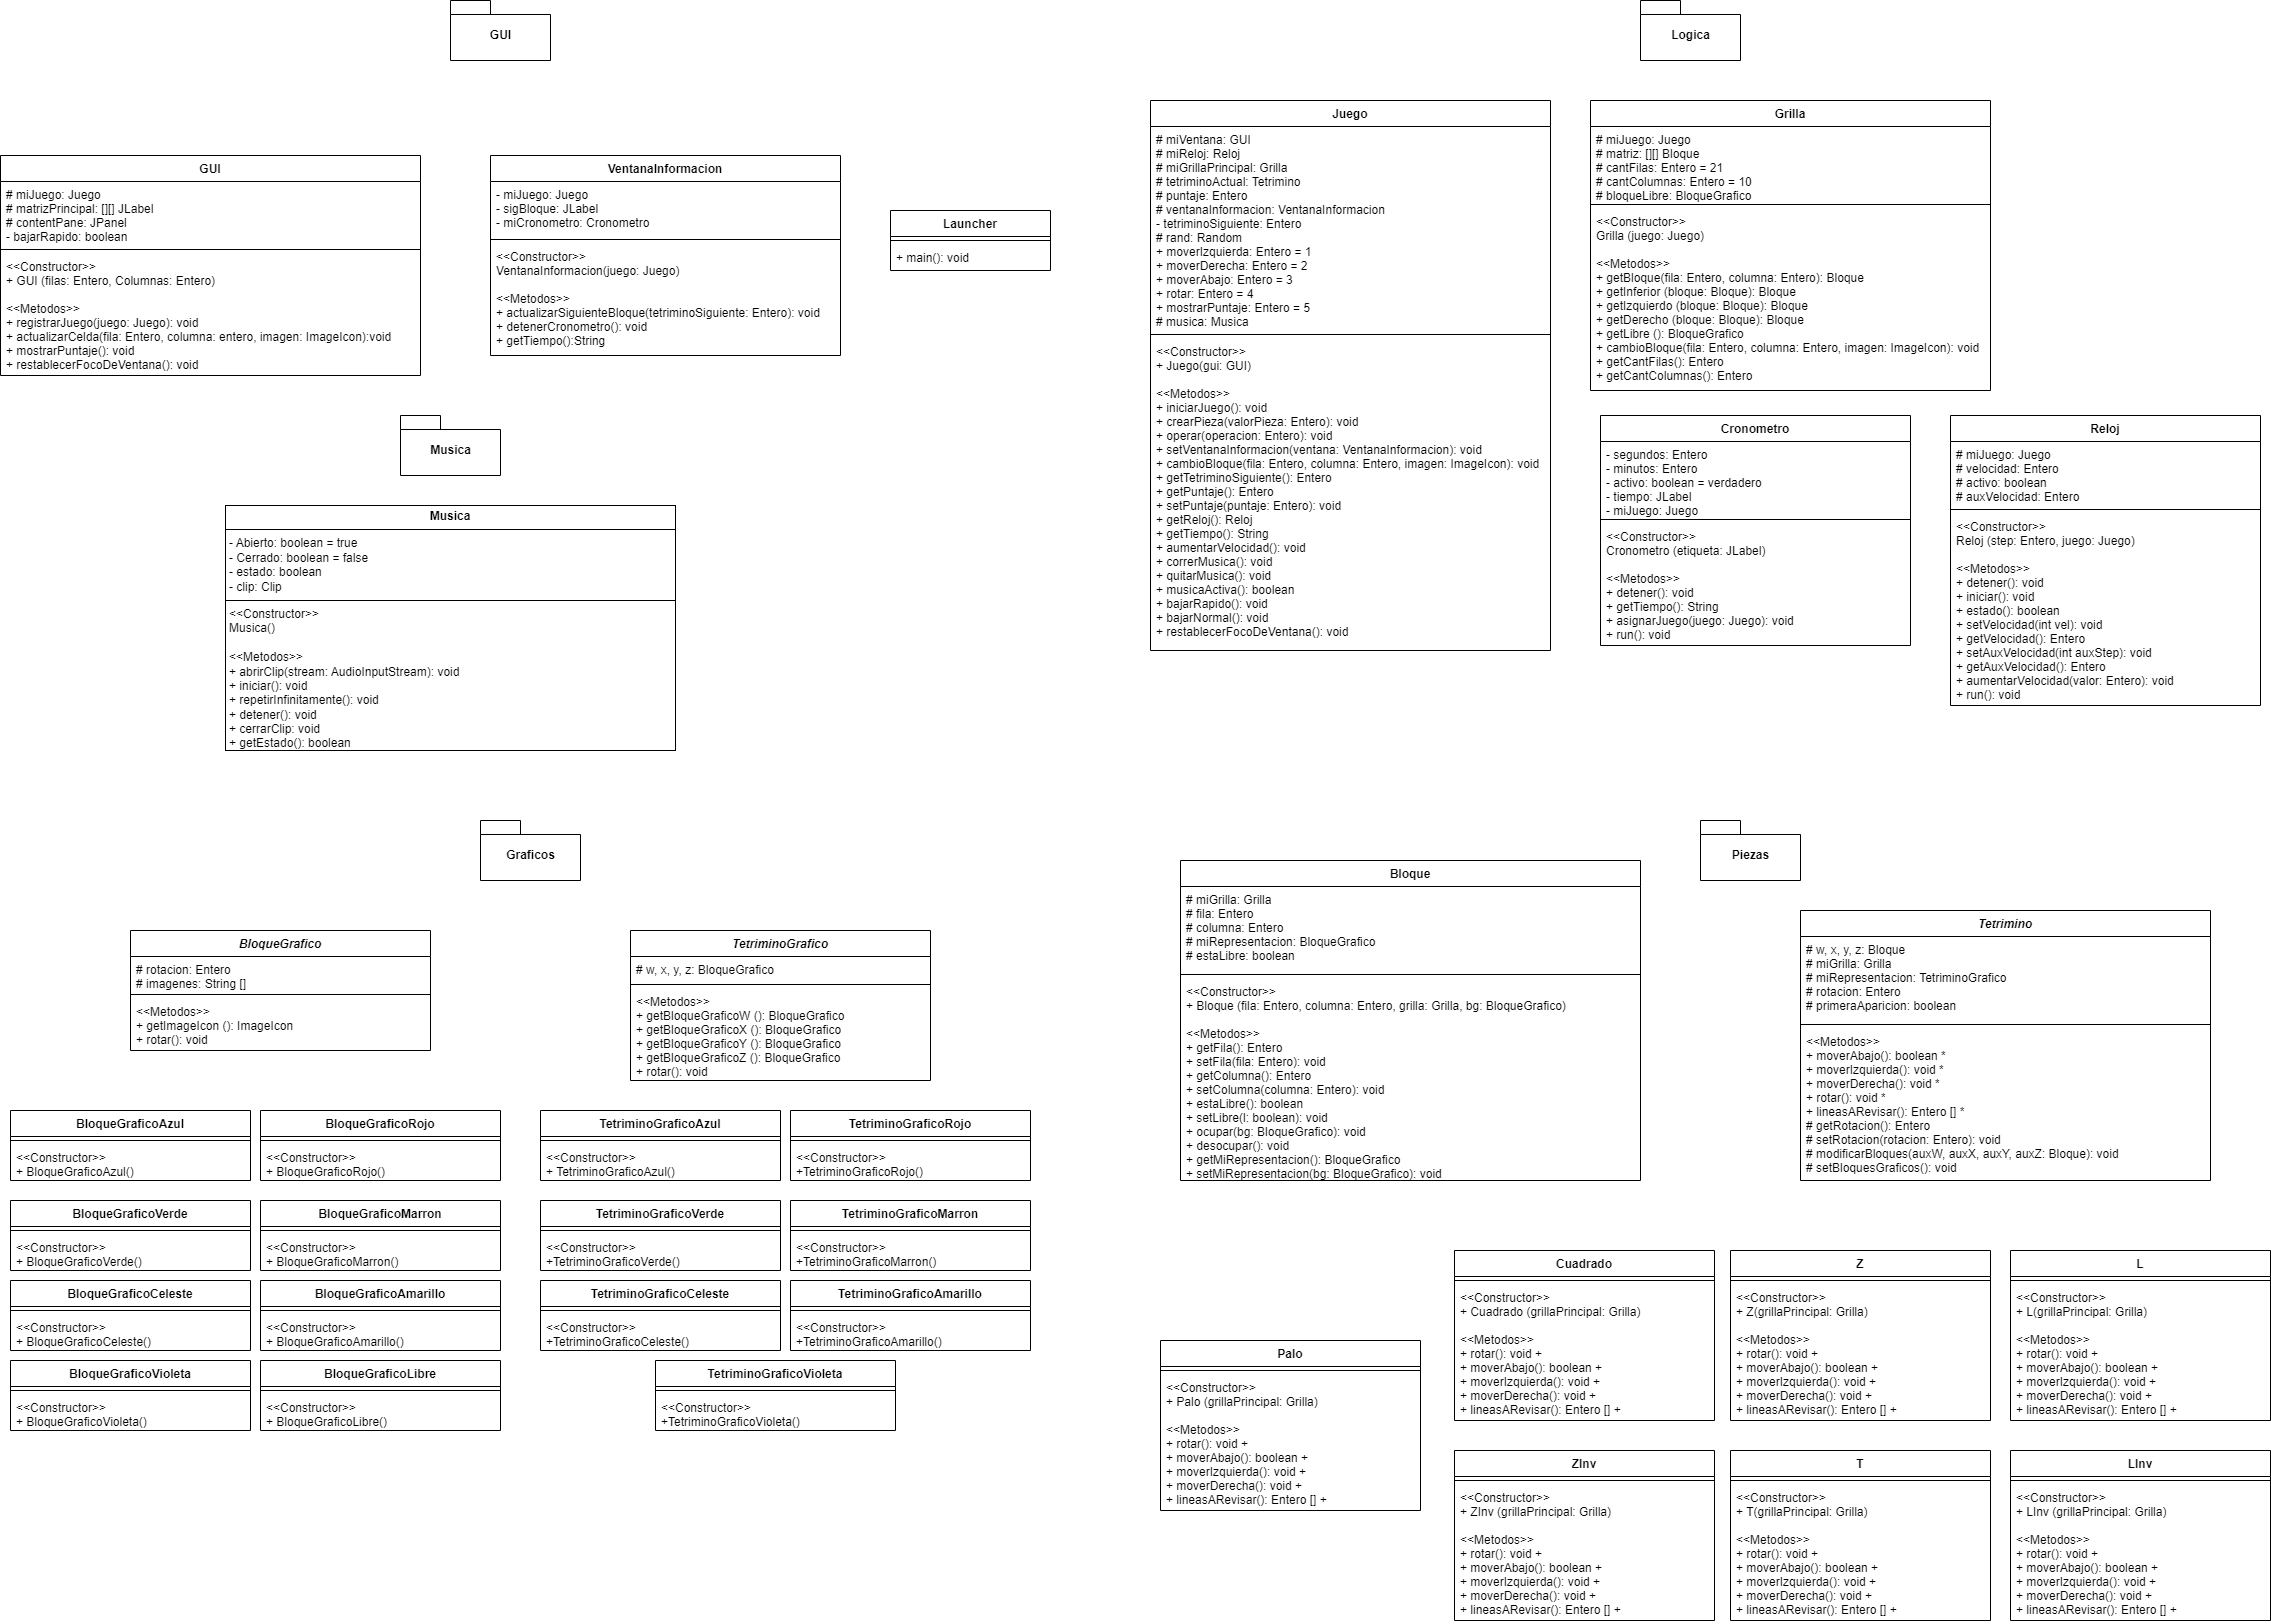 GUI
GUI
# miJuego: Juego
# matrizPrincipal: [][] JLabel
# contentPane: JPanel
- bajarRapido: boolean
<<Constructor>>
+ GUI (filas: Entero, Columnas: Entero)
<<Metodos>>
+ registrarJuego(juego: Juego): void
+ actualizarCelda(fila: Entero, columna: entero, imagen: ImageIcon):void
+ mostrarPuntaje(): void
+ restablecerFocoDeVentana(): void
VentanaInformacion
- miJuego: Juego
- sigBloque: JLabel
- miCronometro: Cronometro
<<Constructor>>
VentanaInformacion(juego: Juego)
<<Metodos>>
+ actualizarSiguienteBloque(tetriminoSiguiente: Entero): void
+ detenerCronometro(): void
+ getTiempo():String
Launcher
+ main(): void
Musica
Musica
- Abierto: boolean = true
- Cerrado: boolean = false
- estado: boolean
- clip: Clip
<<Constructor>>
Musica()
<<Metodos>>
+ abrirClip(stream: AudioInputStream): void
+ iniciar(): void
+ repetirInfinitamente(): void
+ detener(): void
+ cerrarClip: void
+ getEstado(): boolean
Logica
Juego
# miVentana: GUI
# miReloj: Reloj
# miGrillaPrincipal: Grilla
# tetriminoActual: Tetrimino
# puntaje: Entero
# ventanaInformacion: VentanaInformacion
- tetriminoSiguiente: Entero
# rand: Random
+ moverIzquierda: Entero = 1
+ moverDerecha: Entero = 2
+ moverAbajo: Entero = 3
+ rotar: Entero = 4
+ mostrarPuntaje: Entero = 5
# musica: Musica
<<Constructor>>
+ Juego(gui: GUI)
<<Metodos>>
+ iniciarJuego(): void
+ crearPieza(valorPieza: Entero): void
+ operar(operacion: Entero): void
+ setVentanaInformacion(ventana: VentanaInformacion): void
+ cambioBloque(fila: Entero, columna: Entero, imagen: ImageIcon): void
+ getTetriminoSiguiente(): Entero
+ getPuntaje(): Entero
+ setPuntaje(puntaje: Entero): void
+ getReloj(): Reloj
+ getTiempo(): String
+ aumentarVelocidad(): void
+ correrMusica(): void
+ quitarMusica(): void
+ musicaActiva(): boolean
+ bajarRapido(): void
+ bajarNormal(): void
+ restablecerFocoDeVentana(): void
Grilla
# miJuego: Juego
# matriz: [][] Bloque
# cantFilas: Entero = 21
# cantColumnas: Entero = 10
# bloqueLibre: BloqueGrafico
<<Constructor>>
Grilla (juego: Juego)
<<Metodos>>
+ getBloque(fila: Entero, columna: Entero): Bloque
+ getInferior (bloque: Bloque): Bloque
+ getIzquierdo (bloque: Bloque): Bloque
+ getDerecho (bloque: Bloque): Bloque
+ getLibre (): BloqueGrafico
+ cambioBloque(fila: Entero, columna: Entero, imagen: ImageIcon): void
+ getCantFilas(): Entero
+ getCantColumnas(): Entero
Cronometro
- segundos: Entero
- minutos: Entero
- activo: boolean = verdadero
- tiempo: JLabel
- miJuego: Juego
<<Constructor>>
Cronometro (etiqueta: JLabel)
<<Metodos>>
+ detener(): void
+ getTiempo(): String
+ asignarJuego(juego: Juego): void
+ run(): void
Reloj
# miJuego: Juego
# velocidad: Entero
# activo: boolean
# auxVelocidad: Entero
<<Constructor>>
Reloj (step: Entero, juego: Juego)
<<Metodos>>
+ detener(): void
+ iniciar(): void
+ estado(): boolean
+ setVelocidad(int vel): void
+ getVelocidad(): Entero
+ setAuxVelocidad(int auxStep): void
+ getAuxVelocidad(): Entero
+ aumentarVelocidad(valor: Entero): void
+ run(): void
Graficos
BloqueGrafico
# rotacion: Entero
# imagenes: String []
<<Metodos>>
+ getImageIcon (): ImageIcon
+ rotar(): void
TetriminoGrafico
# w, x, y, z: BloqueGrafico
<<Metodos>>
+ getBloqueGraficoW (): BloqueGrafico
+ getBloqueGraficoX (): BloqueGrafico
+ getBloqueGraficoY (): BloqueGrafico
+ getBloqueGraficoZ (): BloqueGrafico
+ rotar(): void
BloqueGraficoAzul
<<Constructor>>
+ BloqueGraficoAzul()
BloqueGraficoRojo
<<Constructor>>
+ BloqueGraficoRojo()
TetriminoGraficoAzul
<<Constructor>>
+ TetriminoGraficoAzul()
TetriminoGraficoRojo
<<Constructor>>
+TetriminoGraficoRojo()
BloqueGraficoVerde
<<Constructor>>
+ BloqueGraficoVerde()
BloqueGraficoMarron
<<Constructor>>
+ BloqueGraficoMarron()
TetriminoGraficoVerde
<<Constructor>>
+TetriminoGraficoVerde()
TetriminoGraficoMarron
<<Constructor>>
+TetriminoGraficoMarron()
BloqueGraficoCeleste
<<Constructor>>
+ BloqueGraficoCeleste()
BloqueGraficoAmarillo
<<Constructor>>
+ BloqueGraficoAmarillo()
TetriminoGraficoCeleste
<<Constructor>>
+TetriminoGraficoCeleste()
TetriminoGraficoAmarillo
<<Constructor>>
+TetriminoGraficoAmarillo()
BloqueGraficoVioleta
<<Constructor>>
+ BloqueGraficoVioleta()
BloqueGraficoLibre
<<Constructor>>
+ BloqueGraficoLibre()
TetriminoGraficoVioleta
<<Constructor>>
+TetriminoGraficoVioleta()
Piezas
Bloque
# miGrilla: Grilla
# fila: Entero
# columna: Entero
# miRepresentacion: BloqueGrafico
# estaLibre: boolean
<<Constructor>>
+ Bloque (fila: Entero, columna: Entero, grilla: Grilla, bg: BloqueGrafico)
<<Metodos>>
+ getFila(): Entero
+ setFila(fila: Entero): void
+ getColumna(): Entero
+ setColumna(columna: Entero): void
+ estaLibre(): boolean
+ setLibre(l: boolean): void
+ ocupar(bg: BloqueGrafico): void
+ desocupar(): void
+ getMiRepresentacion(): BloqueGrafico
+ setMiRepresentacion(bg: BloqueGrafico): void
Tetrimino
# w, x, y, z: Bloque
# miGrilla: Grilla
# miRepresentacion: TetriminoGrafico
# rotacion: Entero
# primeraAparicion: boolean
<<Metodos>>
+ moverAbajo(): boolean *
+ moverIzquierda(): void *
+ moverDerecha(): void *
+ rotar(): void *
+ lineasARevisar(): Entero [] *
# getRotacion(): Entero
# setRotacion(rotacion: Entero): void
# modificarBloques(auxW, auxX, auxY, auxZ: Bloque): void
# setBloquesGraficos(): void
Palo
<<Constructor>>
+ Palo (grillaPrincipal: Grilla)
<<Metodos>>
+ rotar(): void +
+ moverAbajo(): boolean +
+ moverIzquierda(): void +
+ moverDerecha(): void +
+ lineasARevisar(): Entero [] +
Cuadrado
<<Constructor>>
+ Cuadrado (grillaPrincipal: Grilla)
<<Metodos>>
+ rotar(): void +
+ moverAbajo(): boolean +
+ moverIzquierda(): void +
+ moverDerecha(): void +
+ lineasARevisar(): Entero [] +
Z
<<Constructor>>
+ Z(grillaPrincipal: Grilla)
<<Metodos>>
+ rotar(): void +
+ moverAbajo(): boolean +
+ moverIzquierda(): void +
+ moverDerecha(): void +
+ lineasARevisar(): Entero [] +
L
<<Constructor>>
+ L(grillaPrincipal: Grilla)
<<Metodos>>
+ rotar(): void +
+ moverAbajo(): boolean +
+ moverIzquierda(): void +
+ moverDerecha(): void +
+ lineasARevisar(): Entero [] +
ZInv
<<Constructor>>
+ ZInv (grillaPrincipal: Grilla)
<<Metodos>>
+ rotar(): void +
+ moverAbajo(): boolean +
+ moverIzquierda(): void +
+ moverDerecha(): void +
+ lineasARevisar(): Entero [] +
T
<<Constructor>>
+ T(grillaPrincipal: Grilla)
<<Metodos>>
+ rotar(): void +
+ moverAbajo(): boolean +
+ moverIzquierda(): void +
+ moverDerecha(): void +
+ lineasARevisar(): Entero [] +
LInv
<<Constructor>>
+ LInv (grillaPrincipal: Grilla)
<<Metodos>>
+ rotar(): void +
+ moverAbajo(): boolean +
+ moverIzquierda(): void +
+ moverDerecha(): void +
+ lineasARevisar(): Entero [] +